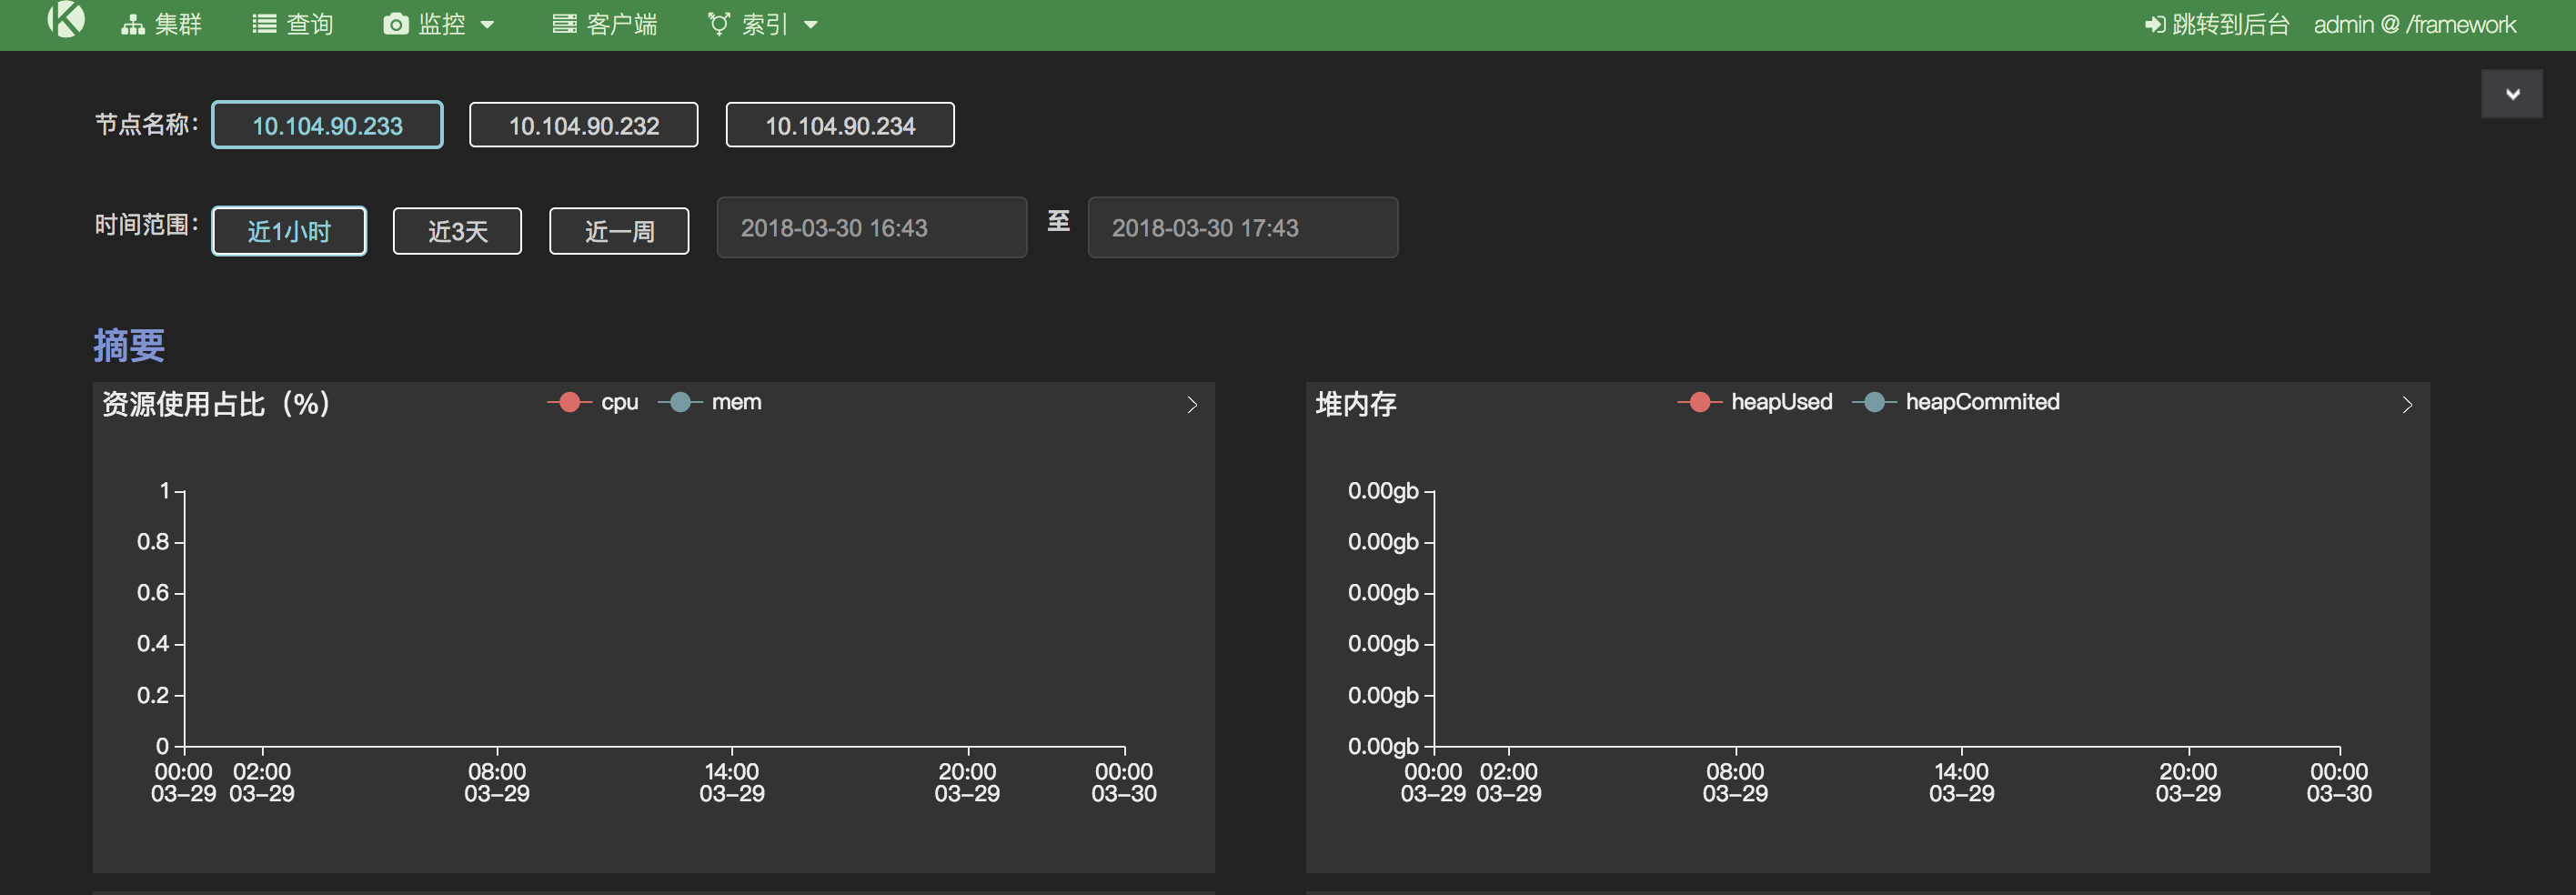 集群 查询 监控 客户端 索引 跳转到后台 admin @ /framework
节点名称： 10.104.90.233 10.104.90.232 10.104.90.234
时间范围： 近1小时 近3天 近一周 2018-03-30 16:43 至 2018-03-30 17:43
摘要
资源使用占比（%） cpu mem
1
0.8
0.6
0.4
0.2
0
00:00 02:00 08:00 14:00 20:00 00:00
03-29 03-29 03-29 03-29 03-29 03-30
堆内存 heapUsed heapCommited
0.00gb
0.00gb
0.00gb
0.00gb
0.00gb
0.00gb
00:00 02:00 08:00 14:00 20:00 00:00
03-29 03-29 03-29 03-29 03-29 03-30